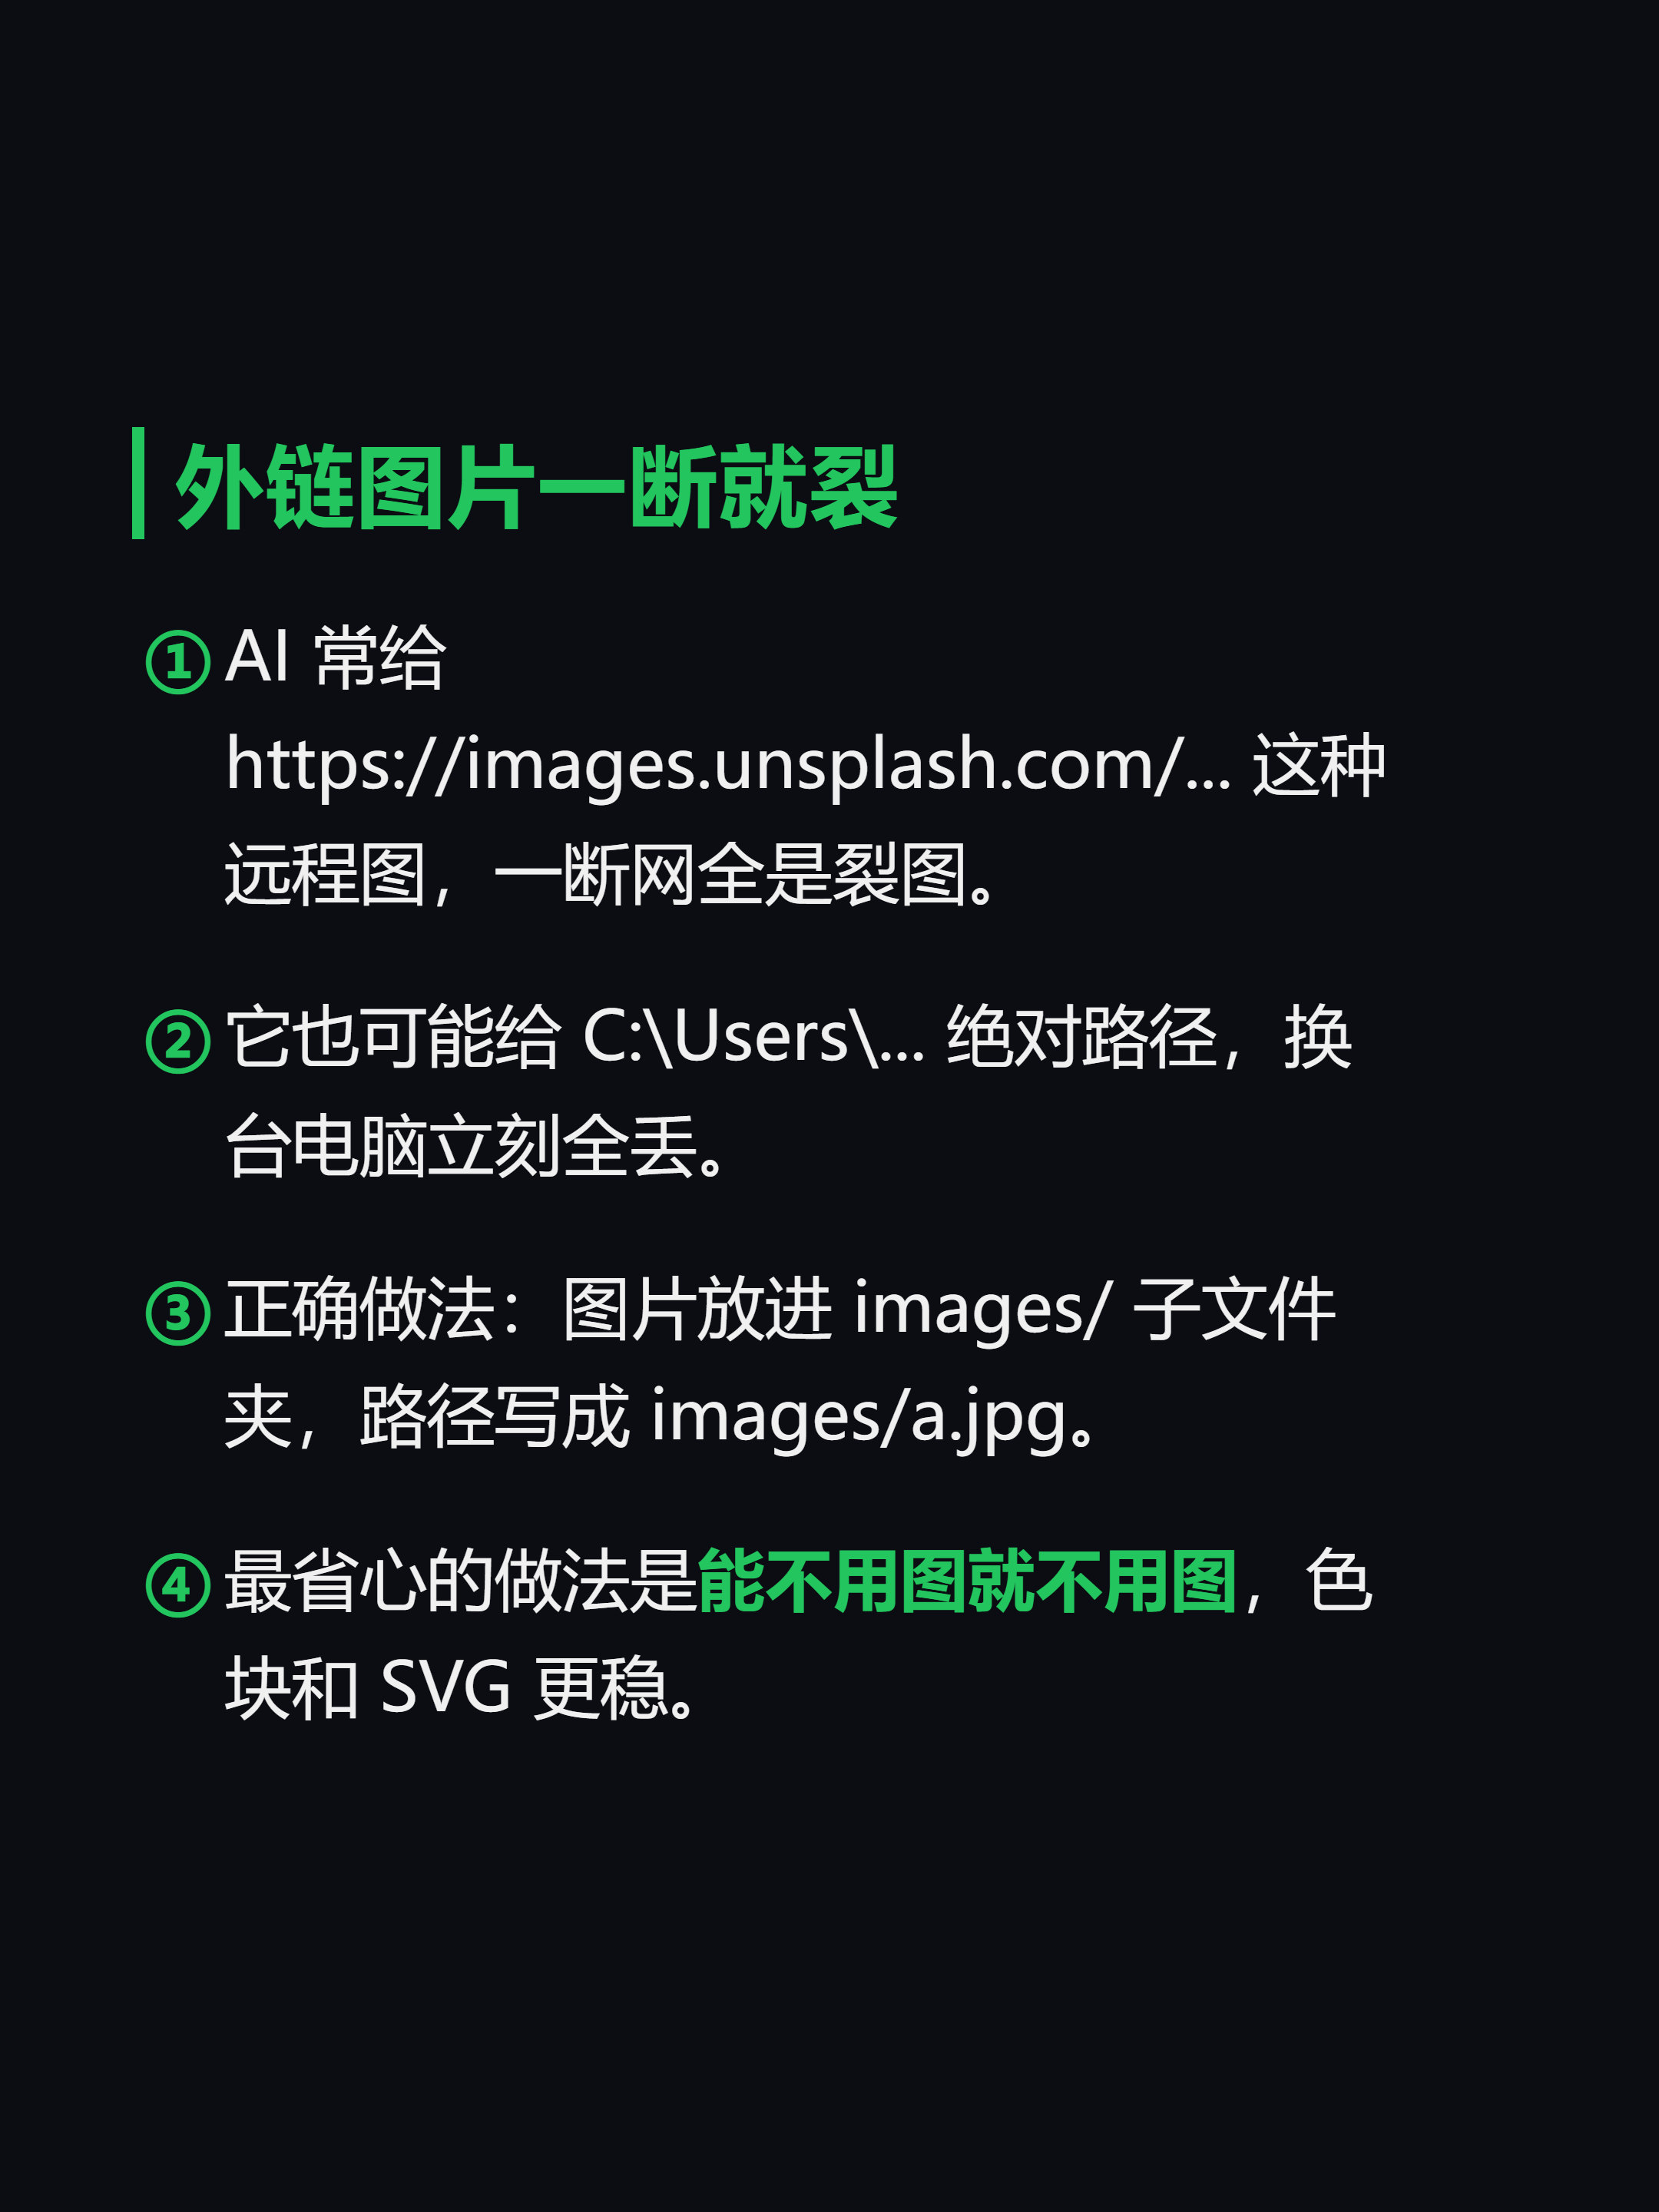 外链图片一断就裂
① AI 常给
https://images.unsplash.com/... 这种
远程图，一断网全是裂图。
② 它也可能给 C:\Users\... 绝对路径，换
台电脑立刻全丢。
③ 正确做法：图片放进 images/ 子文件
夹，路径写成 images/a.jpg。
④ 最省心的做法是能不用图就不用图，色
块和 SVG 更稳。